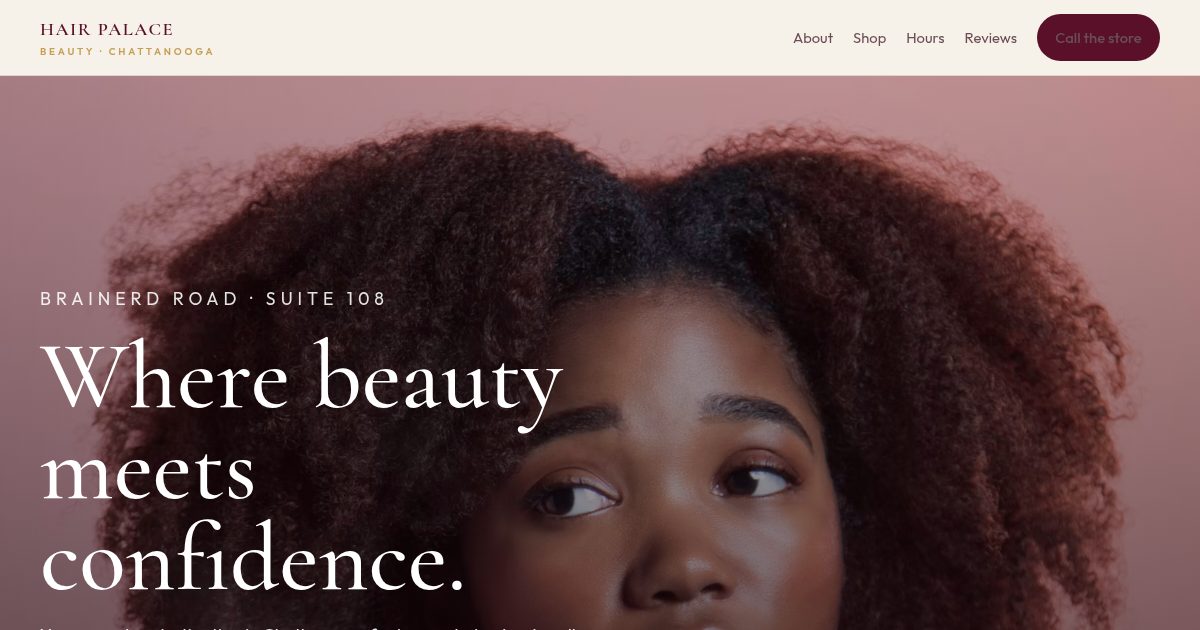 HAIR PALACE
BEAUTY · CHATTANOOGA
About Shop Hours Reviews Call the store
BRAINERD ROAD · SUITE 108
Where beauty
meets
confidence.